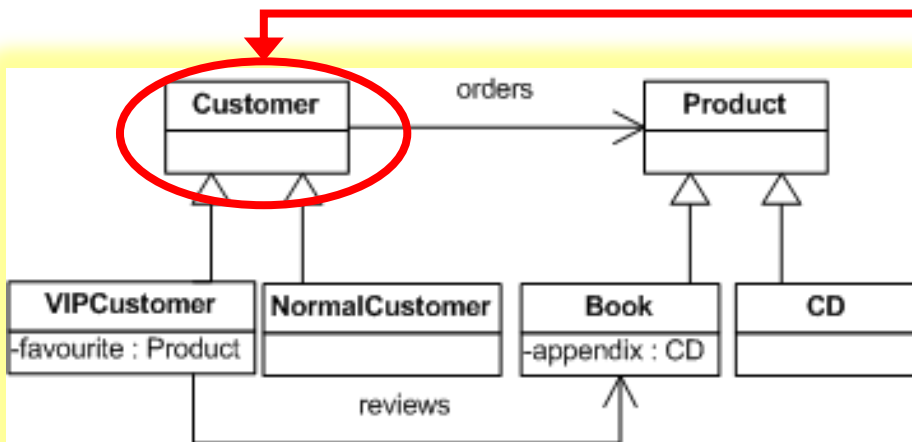 orders
Customer
Product
VIPCustomer
NormalCustomer
Book
CD
-favourite : Product
-appendix : CD
reviews